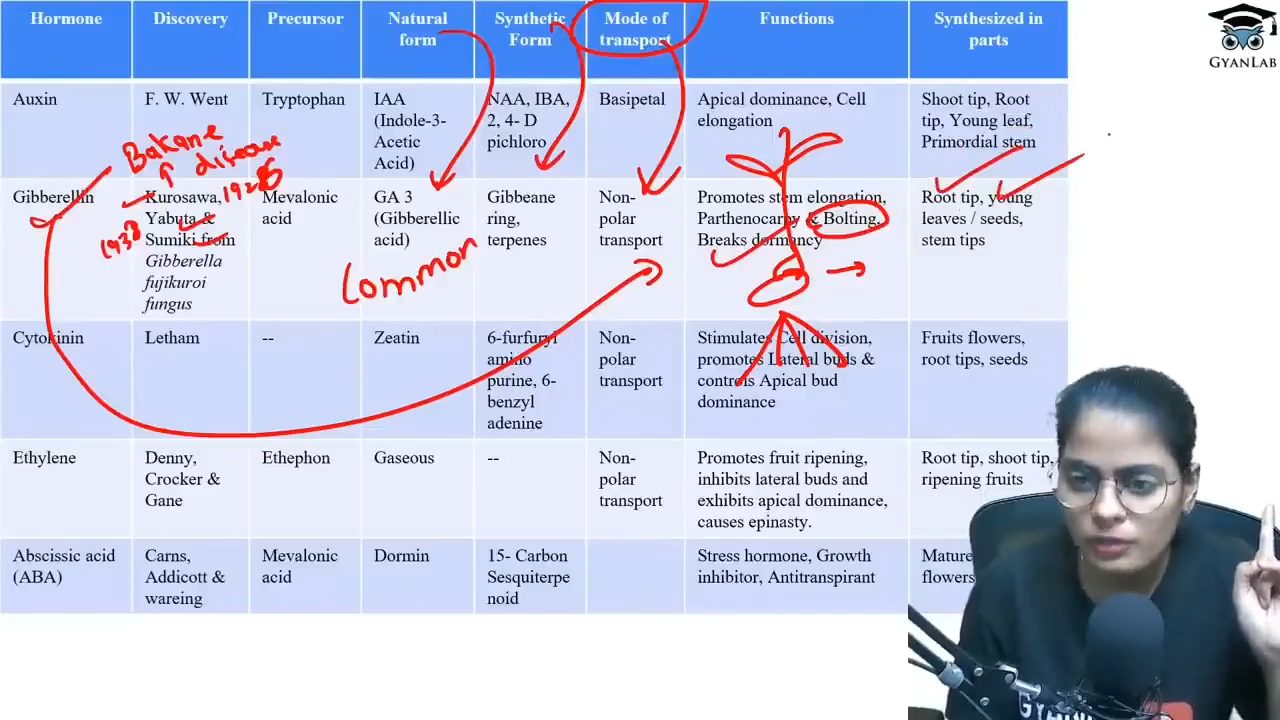 Hormone
Discovery
Precursor
Natural
form
Synthetic
Form
Mode of
transport
Functions
Synthesized in
parts
GYANLAB
Auxin
F. W. Went
Tryptophan
IAA
(Indole-3-
Acetic
Acid)
NAA, IBA,
2, 4- D
pichloro
Basipetal
Apical dominance, Cell
elongation
Shoot tip, Root
tip, Young leaf,
Primordial stem
Bakane
disease
1938
Gibberellin
Kurosawa,
Yabuta &
Sumiki from
Gibberella
fujikuroi
fungus
Mevalonic
acid
GA 3
(Gibberellic
acid)
Common
Gibbeane
ring,
terpenes
Non-
polar
transport
Promotes stem elongation,
Parthenocarpy & Bolting,
Breaks dormancy
Root tip, young
leaves / seeds,
stem tips
Cytokinin
Letham
--
Zeatin
6-furfuryl
amino
purine, 6-
benzyl
adenine
Non-
polar
transport
Stimulates Cell division,
promotes Lateral buds &
controls Apical bud
dominance
Fruits flowers,
root tips, seeds
Ethylene
Denny,
Crocker &
Gane
Ethephon
Gaseous
--
Non-
polar
transport
Promotes fruit ripening,
inhibits lateral buds and
exhibits apical dominance,
causes epinasty.
Root tip, shoot tip,
ripening fruits
Abscissic acid
(ABA)
Carns,
Addicott &
wareing
Mevalonic
acid
Dormin
15- Carbon
Sesquiterpe
noid
Stress hormone, Growth
inhibitor, Antitranspirant
Mature
flowers